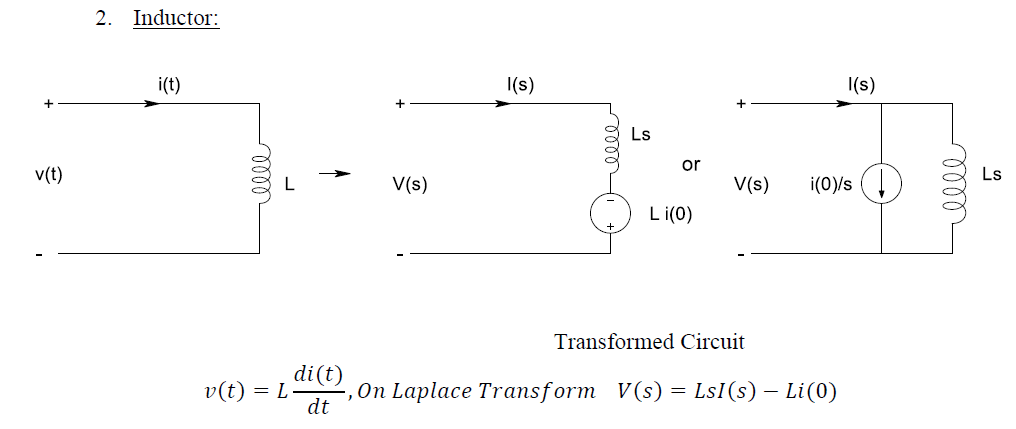 2. Inductor:
i(t)
I(s)
I(s)
+
+
+
Ls
or
v(t)
L
V(s)
V(s)
i(0)/s
Ls
-
L i(0)
+
-
-
-
Transformed Circuit
v(t) = L di(t)/dt , On Laplace Transform V(s) = LsI(s) − Li(0)